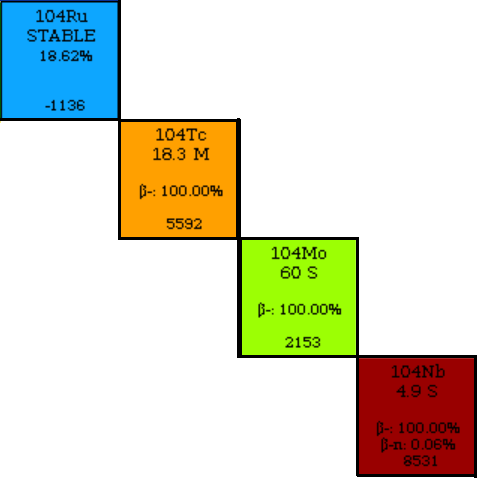 104Ru
STABLE
18.62%
-1136
104Tc
18.3 M
β-: 100.00%
5592
104Mo
60 S
β-: 100.00%
2153
104Nb
4.9 S
β-: 100.00%
β-n: 0.06%
8531